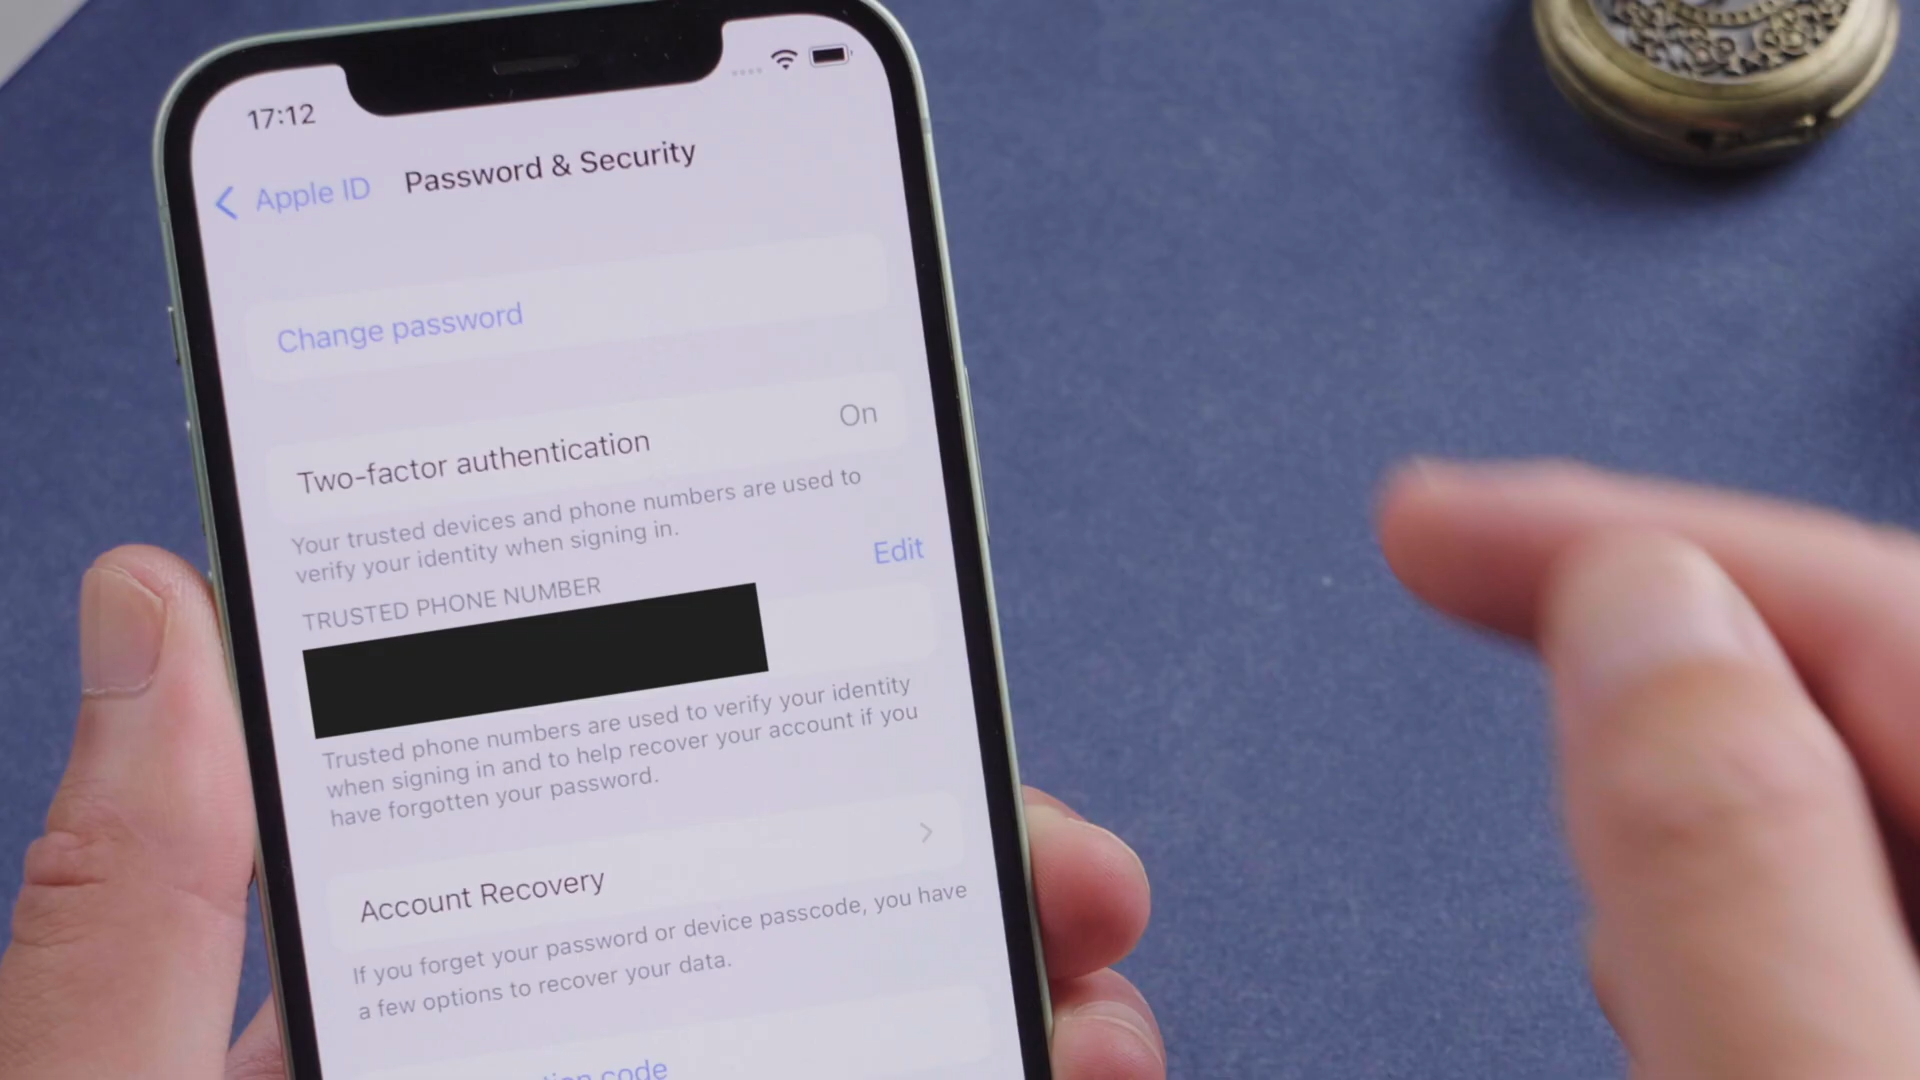 17:12
Apple ID
Password & Security
Change password
Two-factor authentication
On
Your trusted devices and phone numbers are used to
verify your identity when signing in.
TRUSTED PHONE NUMBER
Edit
Trusted phone numbers are used to verify your identity
when signing in and to help recover your account if you
have forgotten your password.
Account Recovery
If you forget your password or device passcode, you have
a few options to recover your data.
code